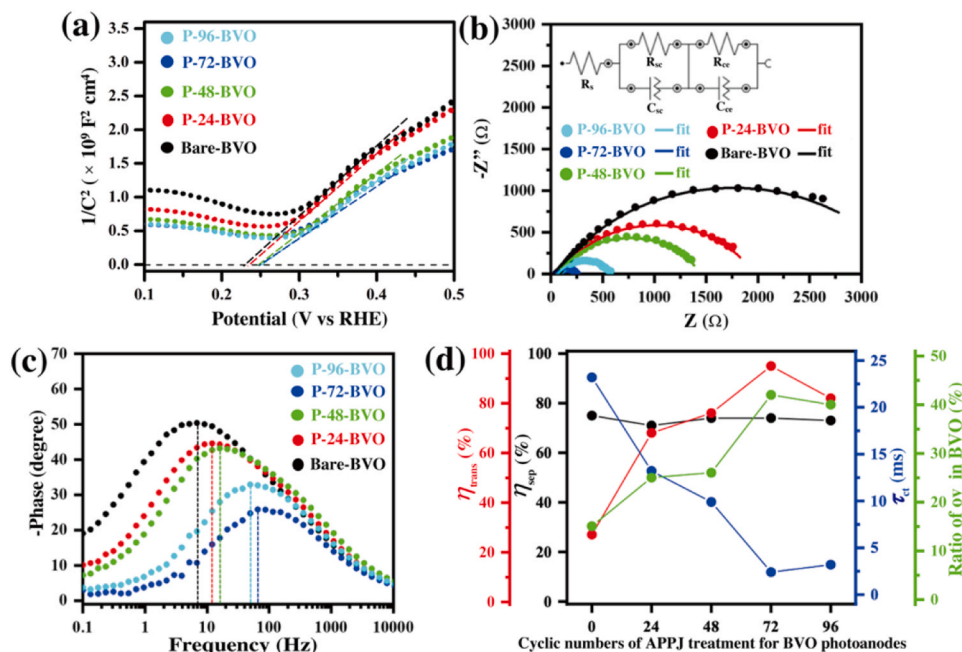 (a)
P-96-BVO
P-72-BVO
P-48-BVO
P-24-BVO
Bare-BVO
1/C² ( × 10⁹ F² cm⁴)
3.5
3.0
2.5
2.0
1.5
1.0
0.5
0.0
0.1 0.2 0.3 0.4 0.5
Potential (V vs RHE)
(b)
-Z'' (Ω)
3000
2500
2000
1500
1000
500
0
Rs
Rsc
Rce
Csc
Cce
P-96-BVO fit P-24-BVO fit
P-72-BVO fit Bare-BVO fit
P-48-BVO fit
0 500 1000 1500 2000 2500 3000
Z (Ω)
(c)
-Phase (degree)
70
60
50
40
30
20
10
0
P-96-BVO
P-72-BVO
P-48-BVO
P-24-BVO
Bare-BVO
0.1 1 10 100 1000 10000
Frequency (Hz)
(d)
ηtrans (%)
100
80
60
40
20
0
ηsep (%)
100
80
60
40
20
0
25
20
15
10
5
0
τct (ms)
50
40
30
20
10
0
Ratio of ov in BVO (%)
0 24 48 72 96
Cyclic numbers of APPJ treatment for BVO photoanodes